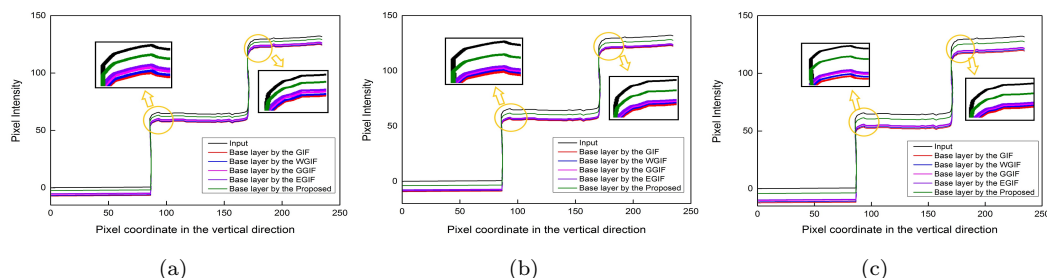 150
100
50
0
Pixel Intensity
Input
Base layer by the GIF
Base layer by the WGIF
Base layer by the GGIF
Base layer by the EGIF
Base layer by the Proposed
0 50 100 150 200 250
Pixel coordinate in the vertical direction
(a)
150
100
50
0
Pixel Intensity
Input
Base layer by the GIF
Base layer by the WGIF
Base layer by the GGIF
Base layer by the EGIF
Base layer by the Proposed
0 50 100 150 200 250
Pixel coordinate in the vertical direction
(b)
150
100
50
0
Pixel Intensity
Input
Base layer by the GIF
Base layer by the WGIF
Base layer by the GGIF
Base layer by the EGIF
Base layer by the Proposed
0 50 100 150 200 250
Pixel coordinate in the vertical direction
(c)